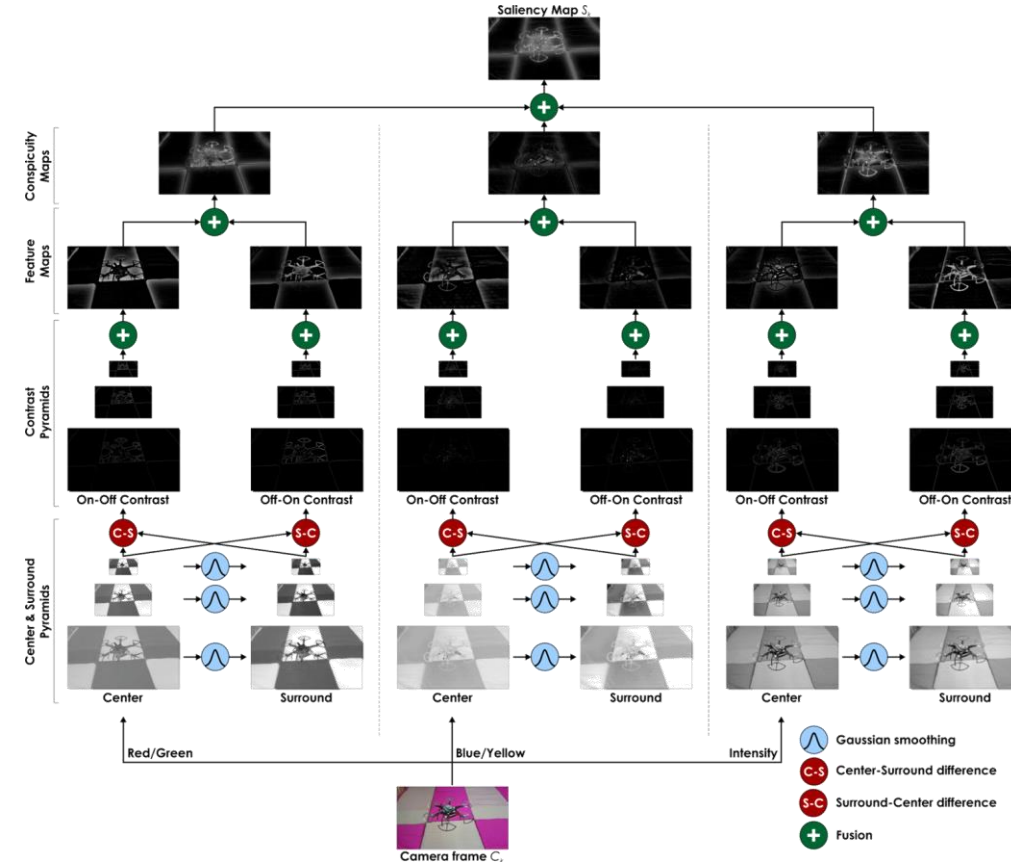 Saliency Map Sₖ
Conspicuity
Maps
Feature
Maps
Contrast
Pyramids
On-Off Contrast
Off-On Contrast
On-Off Contrast
Off-On Contrast
On-Off Contrast
Off-On Contrast
C-S
S-C
C-S
S-C
C-S
S-C
Center & Surround
Pyramids
Center
Surround
Center
Surround
Center
Surround
Red/Green
Blue/Yellow
Intensity
Gaussian smoothing
C-S
Center-Surround difference
S-C
Surround-Center difference
Fusion
Camera frame Cₖ